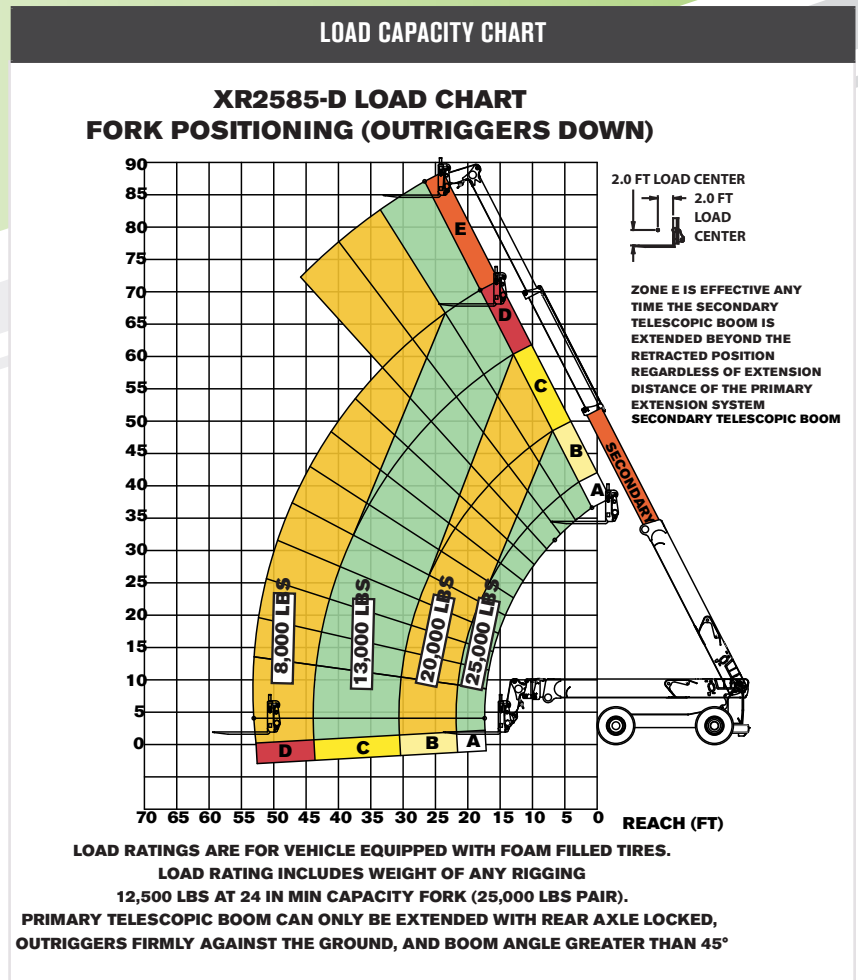 LOAD CAPACITY CHART
XR2585-D LOAD CHART
FORK POSITIONING (OUTRIGGERS DOWN)
90
85
80
75
70
65
60
55
50
45
40
35
30
25
20
15
10
5
0
E
D
C
B
A
SECONDARY
2.0 FT LOAD CENTER
2.0 FT
LOAD
CENTER
ZONE E IS EFFECTIVE ANY
TIME THE SECONDARY
TELESCOPIC BOOM IS
EXTENDED BEYOND THE
RETRACTED POSITION
REGARDLESS OF EXTENSION
DISTANCE OF THE PRIMARY
EXTENSION SYSTEM
SECONDARY TELESCOPIC BOOM
8,000 LBS
13,000 LBS
20,000 LBS
25,000 LBS
D C B A
70 65 60 55 50 45 40 35 30 25 20 15 10 5 0 REACH (FT)
LOAD RATINGS ARE FOR VEHICLE EQUIPPED WITH FOAM FILLED TIRES.
LOAD RATING INCLUDES WEIGHT OF ANY RIGGING
12,500 LBS AT 24 IN MIN CAPACITY FORK (25,000 LBS PAIR).
PRIMARY TELESCOPIC BOOM CAN ONLY BE EXTENDED WITH REAR AXLE LOCKED,
OUTRIGGERS FIRMLY AGAINST THE GROUND, AND BOOM ANGLE GREATER THAN 45°